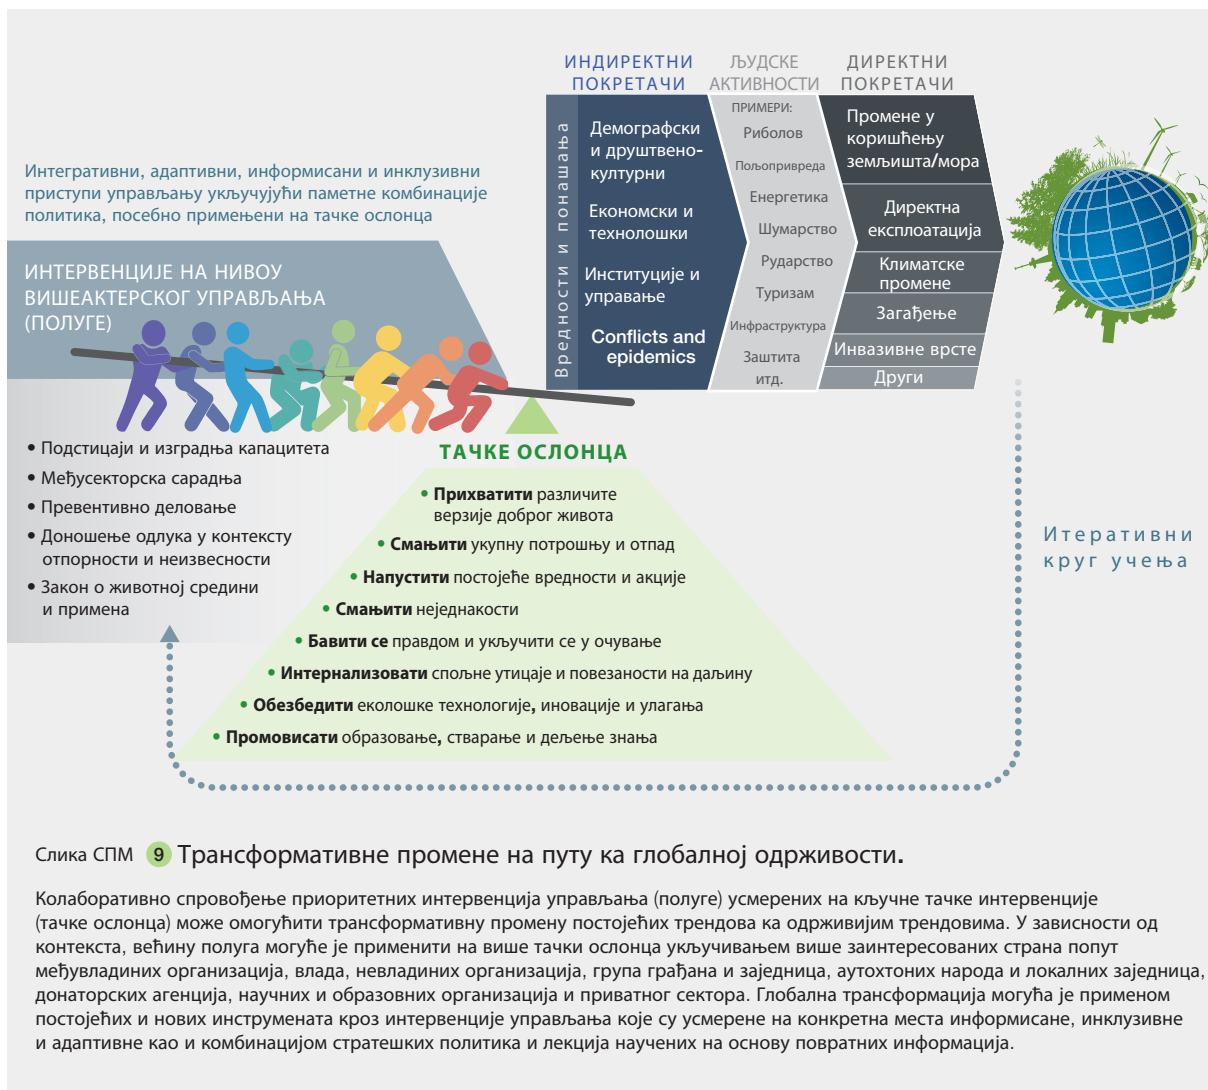 Интегративни, адаптивни, информисани и инклузивни
приступи управљању укључујући паметне комбинације
политика, посебно примењени на тачке ослонца
ИНТЕРВЕНЦИЈЕ НА НИВОУ
ВИШЕАКТЕРСКОГ УПРАВЉАЊА
(ПОЛУГЕ)
• Подстицаји и изградња капацитета
• Међусекторска сарадња
• Превентивно деловање
• Доношење одлука у контексту
отпорности и неизвесности
• Закон о животној средини
и примена
ИНДИРЕКТНИ
ПОКРЕТАЧИ
Вредности и понашања
Демографски
и друштвено-
културни
Економски и
технолошки
Институције и
управање
Conflicts and
epidemics
ЉУДСКЕ
АКТИВНОСТИ
ПРИМЕРИ:
Риболов
Пољопривреда
Енергетика
Шумарство
Рударство
Туризам
Инфраструктура
Заштита
итд.
ДИРЕКТНИ
ПОКРЕТАЧИ
Промене у
коришћењу
земљишта/мора
Директна
експлоатација
Климатске
промене
Загађење
Инвазивне врсте
Други
ТАЧКЕ ОСЛОНЦА
• Прихватити различите
верзије доброг живота
• Смањити укупну потрошњу и отпад
• Напустити постојеће вредности и акције
• Смањити неједнакости
• Бавити се правдом и укључити се у очување
• Интернализовати спољне утицаје и повезаности на даљину
• Обезбедити еколошке технологије, иновације и улагања
• Промовисати образовање, стварање и дељење знања
Итеративни
круг учења
Слика СПМ 9 Трансформативне промене на путу ка глобалној одрживости.
Колаборативно спровођење приоритетних интервенција управљања (полуге) усмерених на кључне тачке интервенције
(тачке ослонца) може омогућити трансформативну промену постојећих трендова ка одрживијим трендовима. У зависности од
контекста, већину полуга могуће је применити на више тачки ослонца укључивањем више заинтересованих страна попут
међувладиних организација, влада, невладиних организација, група грађана и заједница, аутохтоних народа и локалних заједница,
донаторских агенција, научних и образовних организација и приватног сектора. Глобална трансформација могућа је применом
постојећих и нових инструмената кроз интервенције управљања које су усмерене на конкретна места информисане, инклузивне
и адаптивне као и комбинацијом стратешких политика и лекција научених на основу повратних информација.